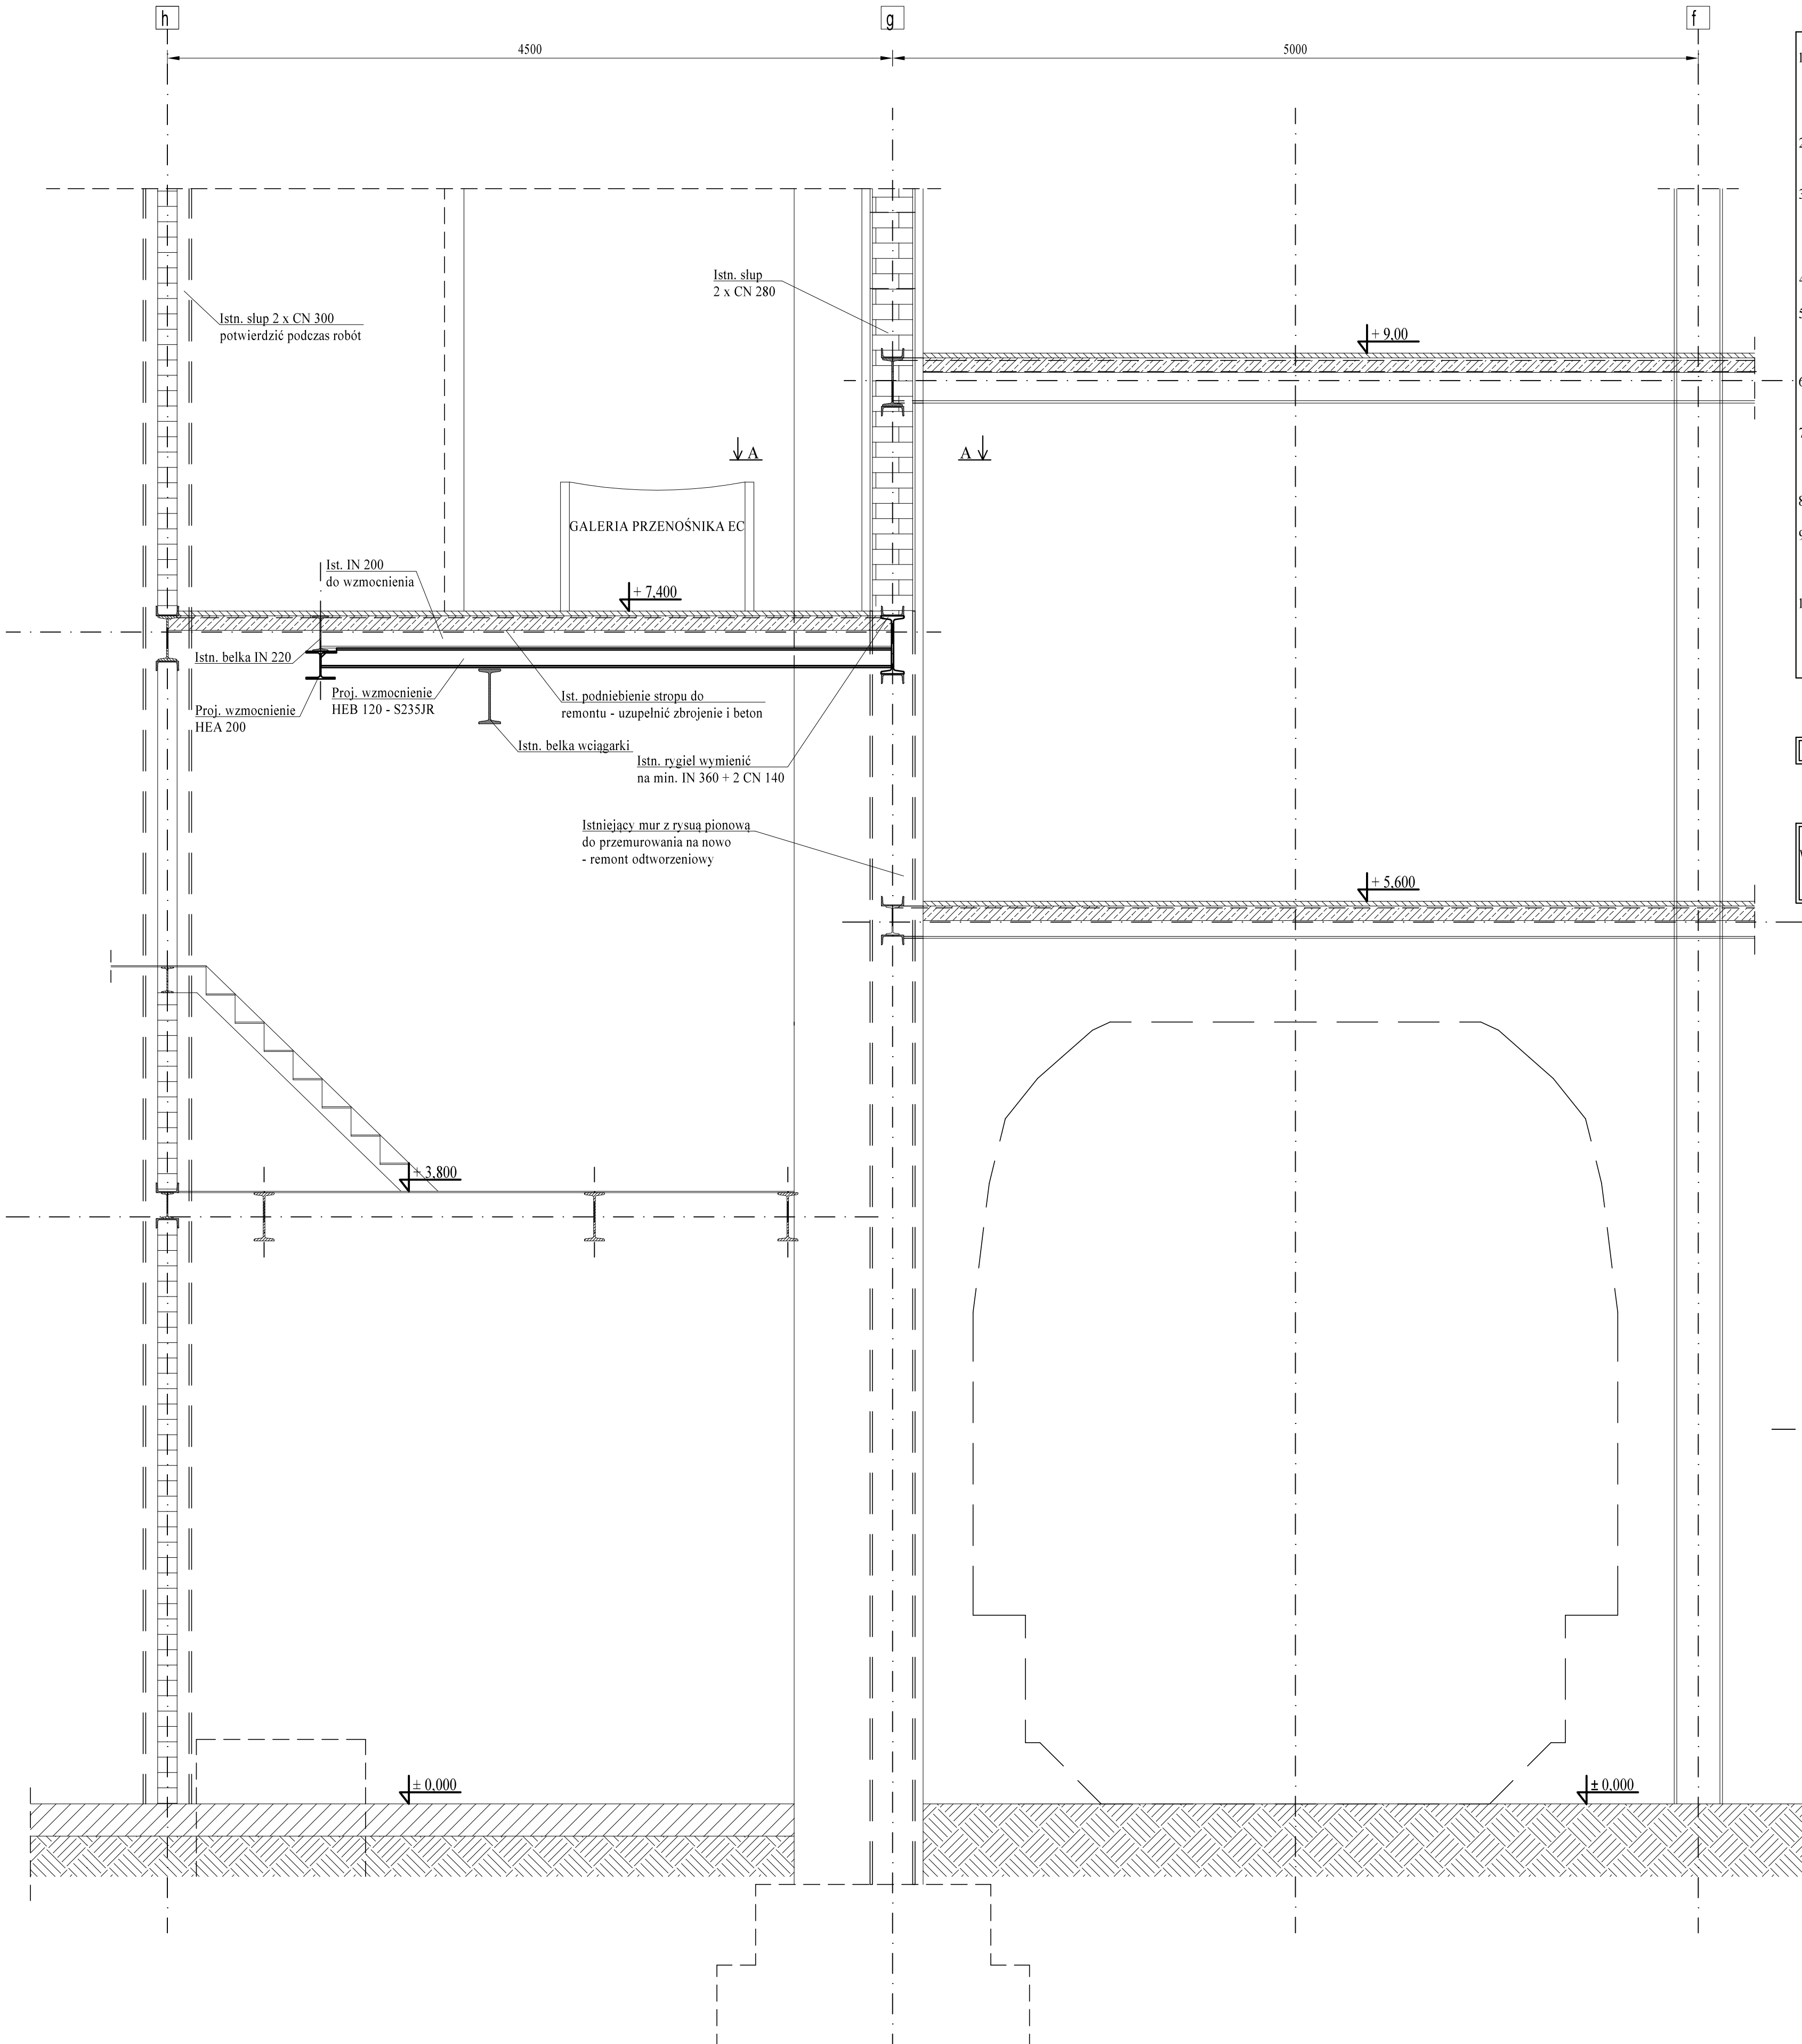 h
g
f
4500
5000
Istn. słup
2 x CN 280
Istn. słup 2 x CN 300
potwierdzić podczas robót
+ 9,00
A
A
GALERIA PRZENOŚNIKA EC
Ist. IN 200
do wzmocnienia
+ 7,400
Istn. belka IN 220
Proj. wzmocnienie
HEB 120 - S235JR
Ist. podniebienie stropu do
remontu - uzupełnić zbrojenie i beton
Proj. wzmocnienie
HEA 200
Istn. belka wciągarki
Istn. rygiel wymienić
na min. IN 360 + 2 CN 140
Istniejący mur z rysuą pionową
do przemurowania na nowo
- remont odtworzeniowy
+ 5,600
+ 3,800
± 0,000
± 0,000